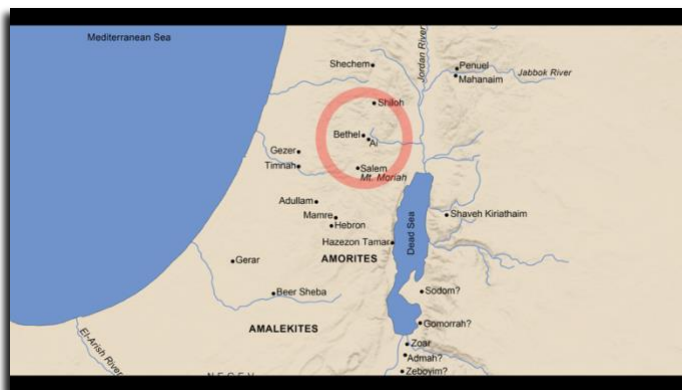 Mediterranean Sea
Shechem
Jordan River
Penuel
Mahanaim
Jabbok River
Shiloh
Bethel
Ai
Gezer
Timnah
Salem
Mt. Moriah
Adullam
Mamre
Hebron
Shaveh Kiriathaim
Dead Sea
Hazezon Tamar
AMORITES
Gerar
Beer Sheba
Sodom?
AMALEKITES
Gomorrah?
El-Arish River
Zoar
Admah?
Zeboyim?